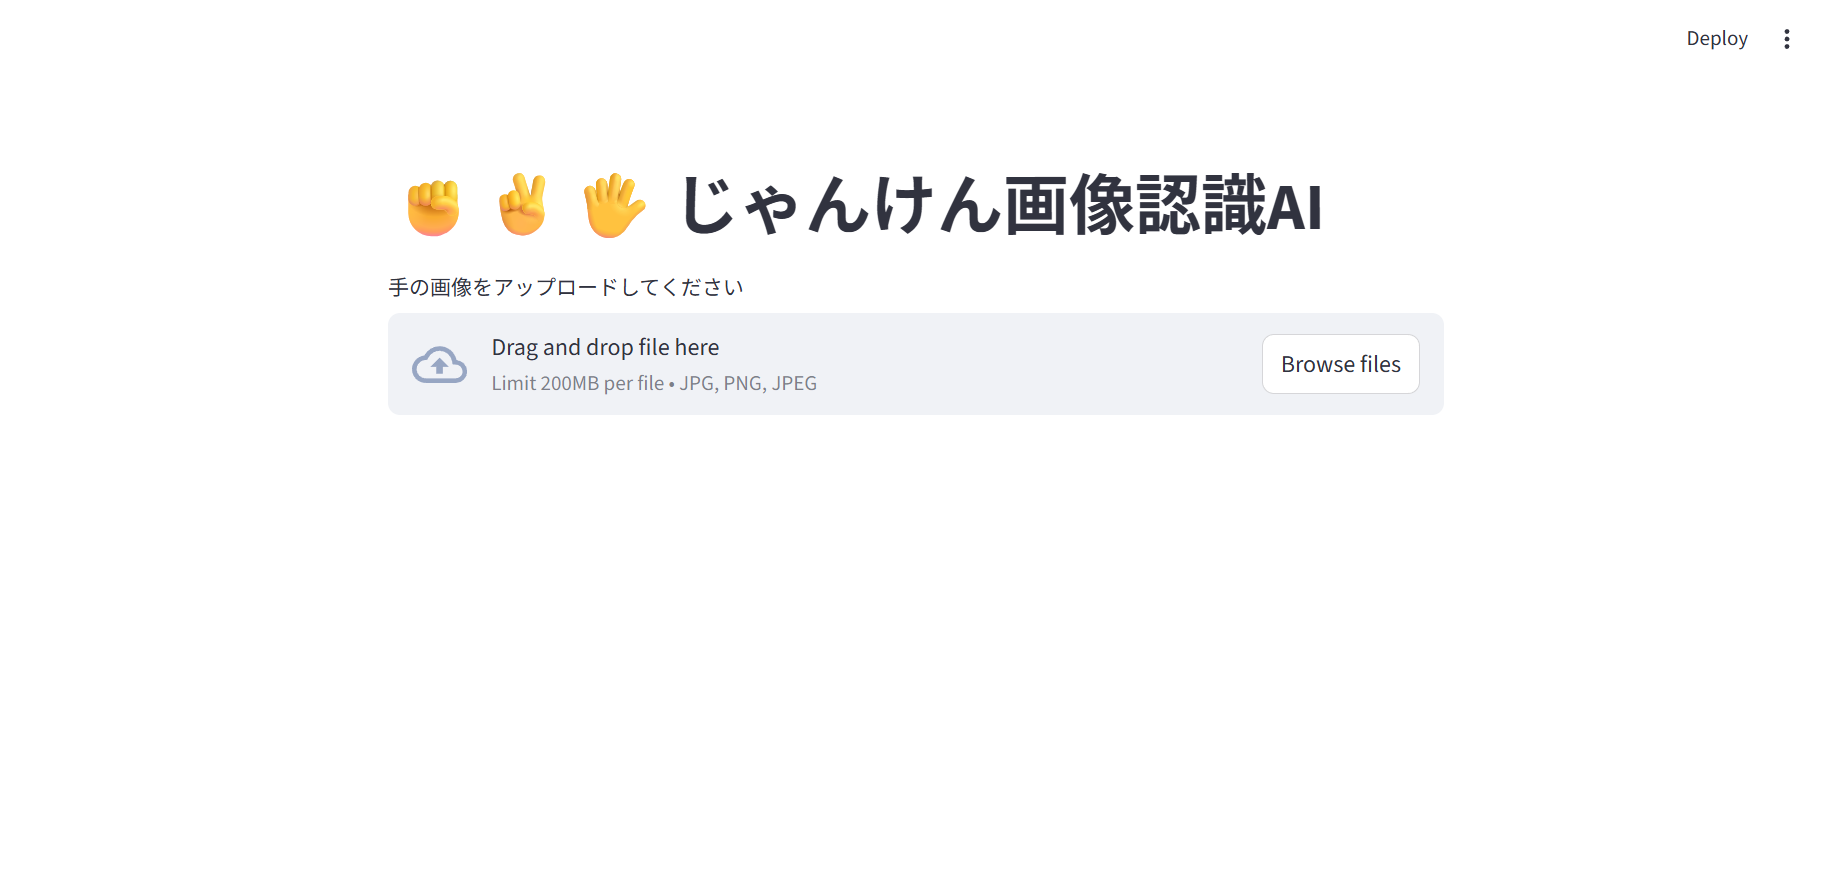 Deploy
✊ ✌️ 🖐️ じゃんけん画像認識AI
手の画像をアップロードしてください
Drag and drop file here
Limit 200MB per file • JPG, PNG, JPEG
Browse files